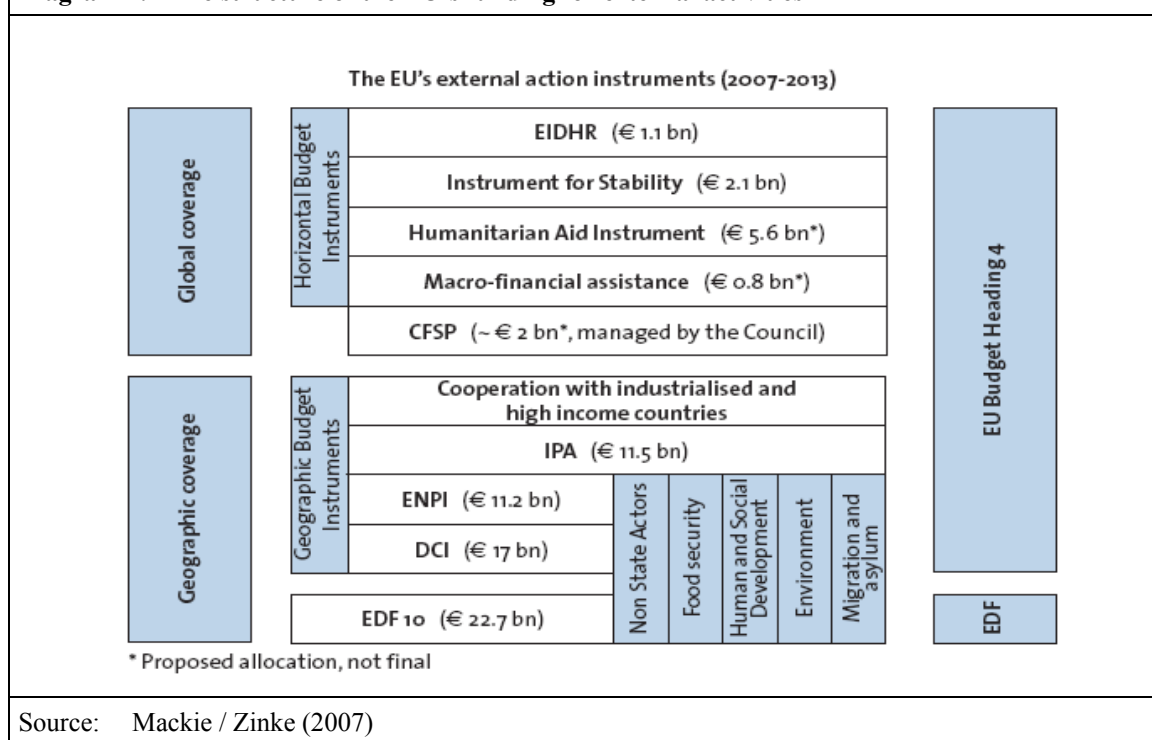 The EU's external action instruments (2007-2013)
Global coverage
Horizontal Budget
Instruments
EIDHR (€ 1.1 bn)
Instrument for Stability (€ 2.1 bn)
Humanitarian Aid Instrument (€ 5.6 bn*)
Macro-financial assistance (€ 0.8 bn*)
CFSP (~ € 2 bn*, managed by the Council)
EU Budget Heading 4
Geographic coverage
Geographic Budget
Instruments
Cooperation with industrialised and
high income countries
IPA (€ 11.5 bn)
ENPI (€ 11.2 bn)
DCI (€ 17 bn)
EDF 10 (€ 22.7 bn)
Non State Actors
Food security
Human and Social
Development
Environment
Migration and
asylum
EDF
* Proposed allocation, not final
Source: Mackie / Zinke (2007)